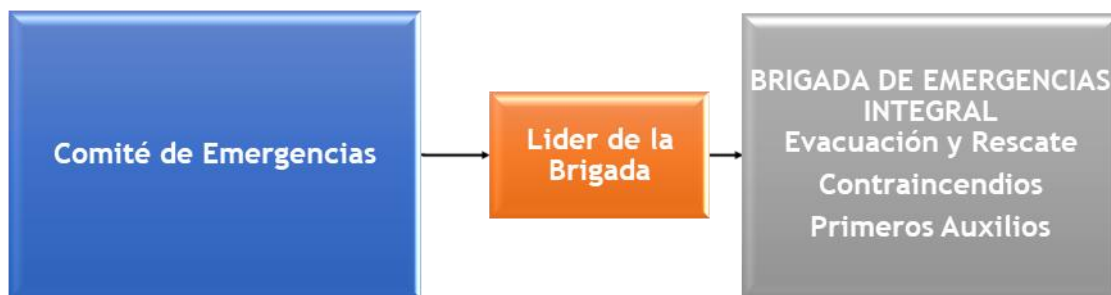 Comité de Emergencias
Lider de la
Brigada
BRIGADA DE EMERGENCIAS
INTEGRAL
Evacuación y Rescate
Contraincendios
Primeros Auxilios